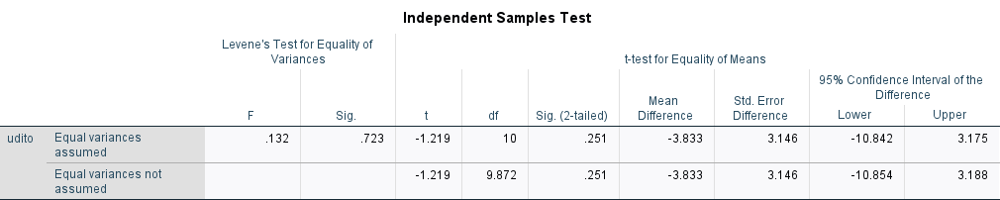 Independent Samples Test
Levene's Test for Equality of
Variances
t-test for Equality of Means
F
Sig.
t
df
Sig. (2-tailed)
Mean
Difference
Std. Error
Difference
95% Confidence Interval of the
Difference
Lower
Upper
udito
Equal variances
assumed
.132
.723
-1.219
10
.251
-3.833
3.146
-10.842
3.175
Equal variances not
assumed
-1.219
9.872
.251
-3.833
3.146
-10.854
3.188